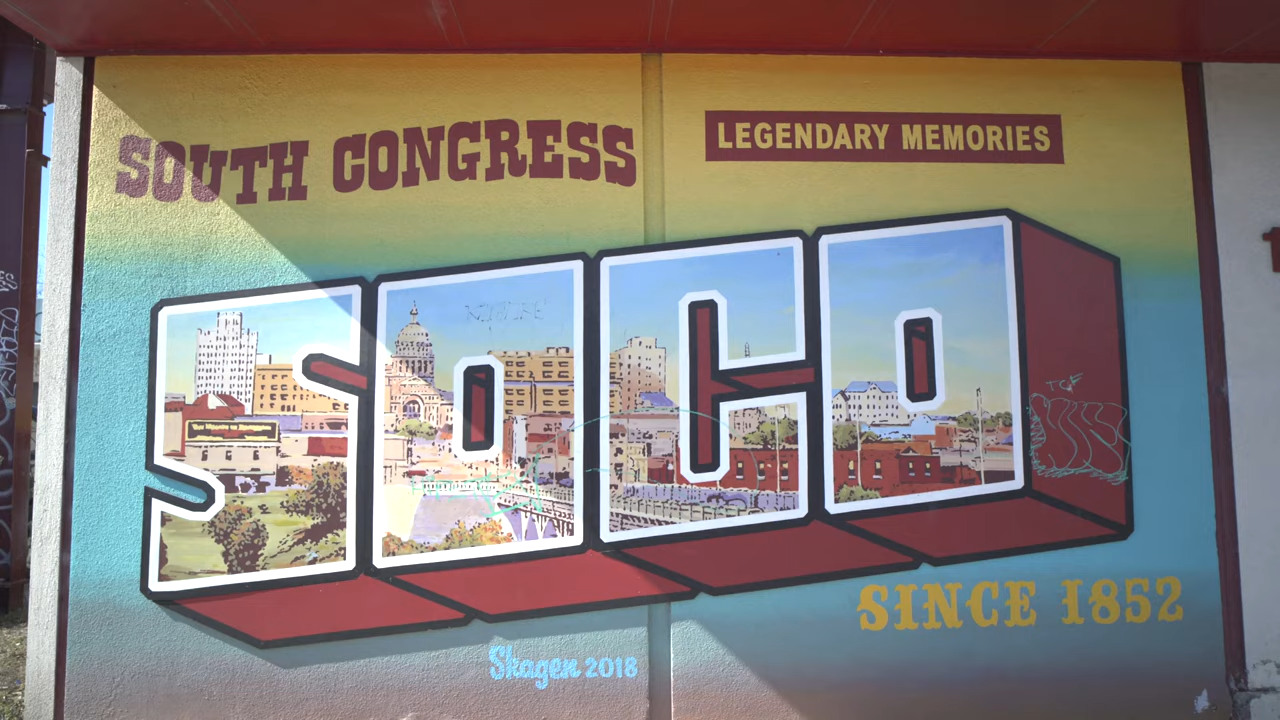 SOUTH CONGRESS
LEGENDARY MEMORIES
SOCO
SINCE 1852
Skagen 2018